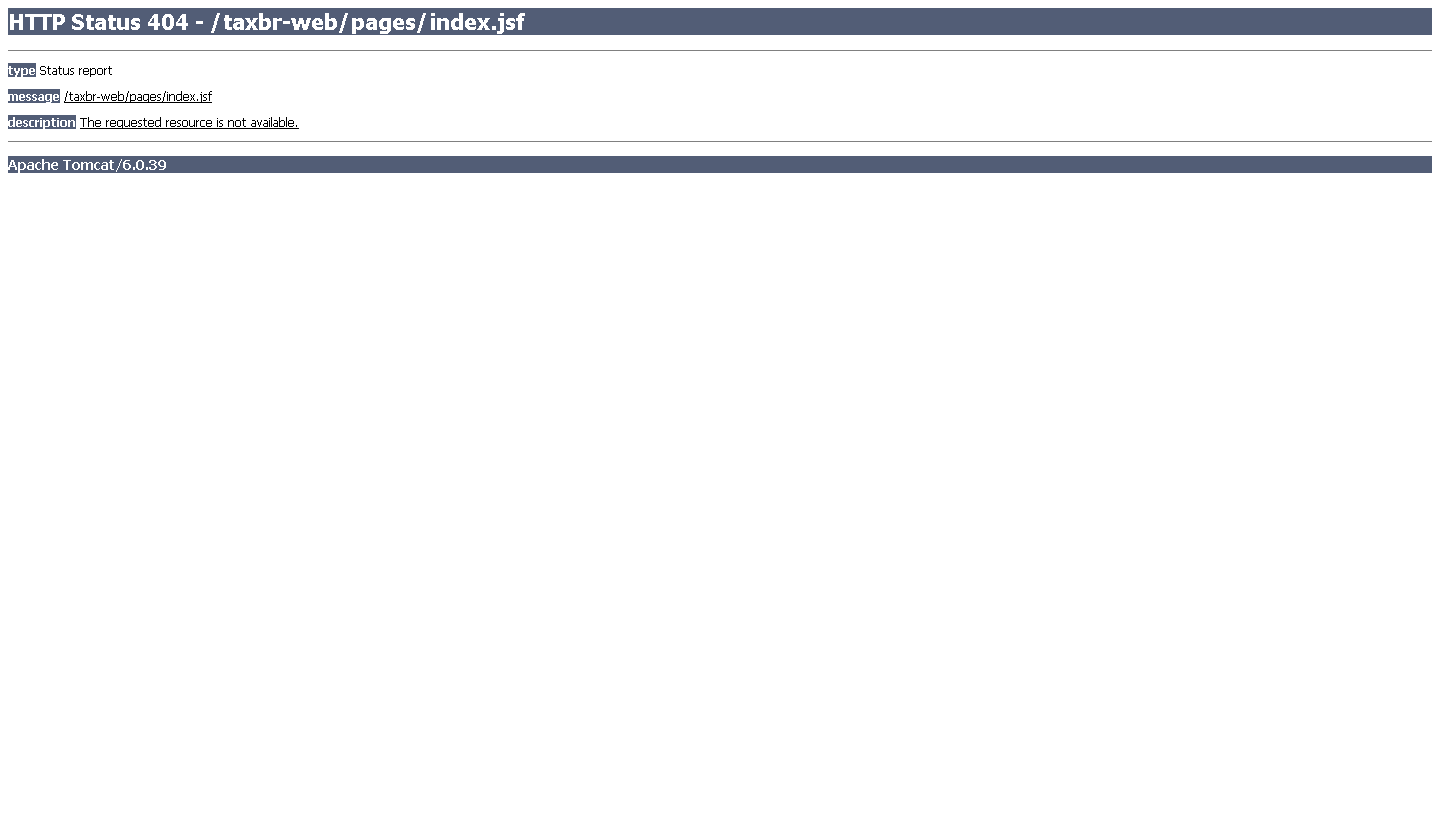 HTTP Status 404 - /taxbr-web/pages/index.jsf
type Status report
message /taxbr-web/pages/index.jsf
description The requested resource is not available.
Apache Tomcat/6.0.39